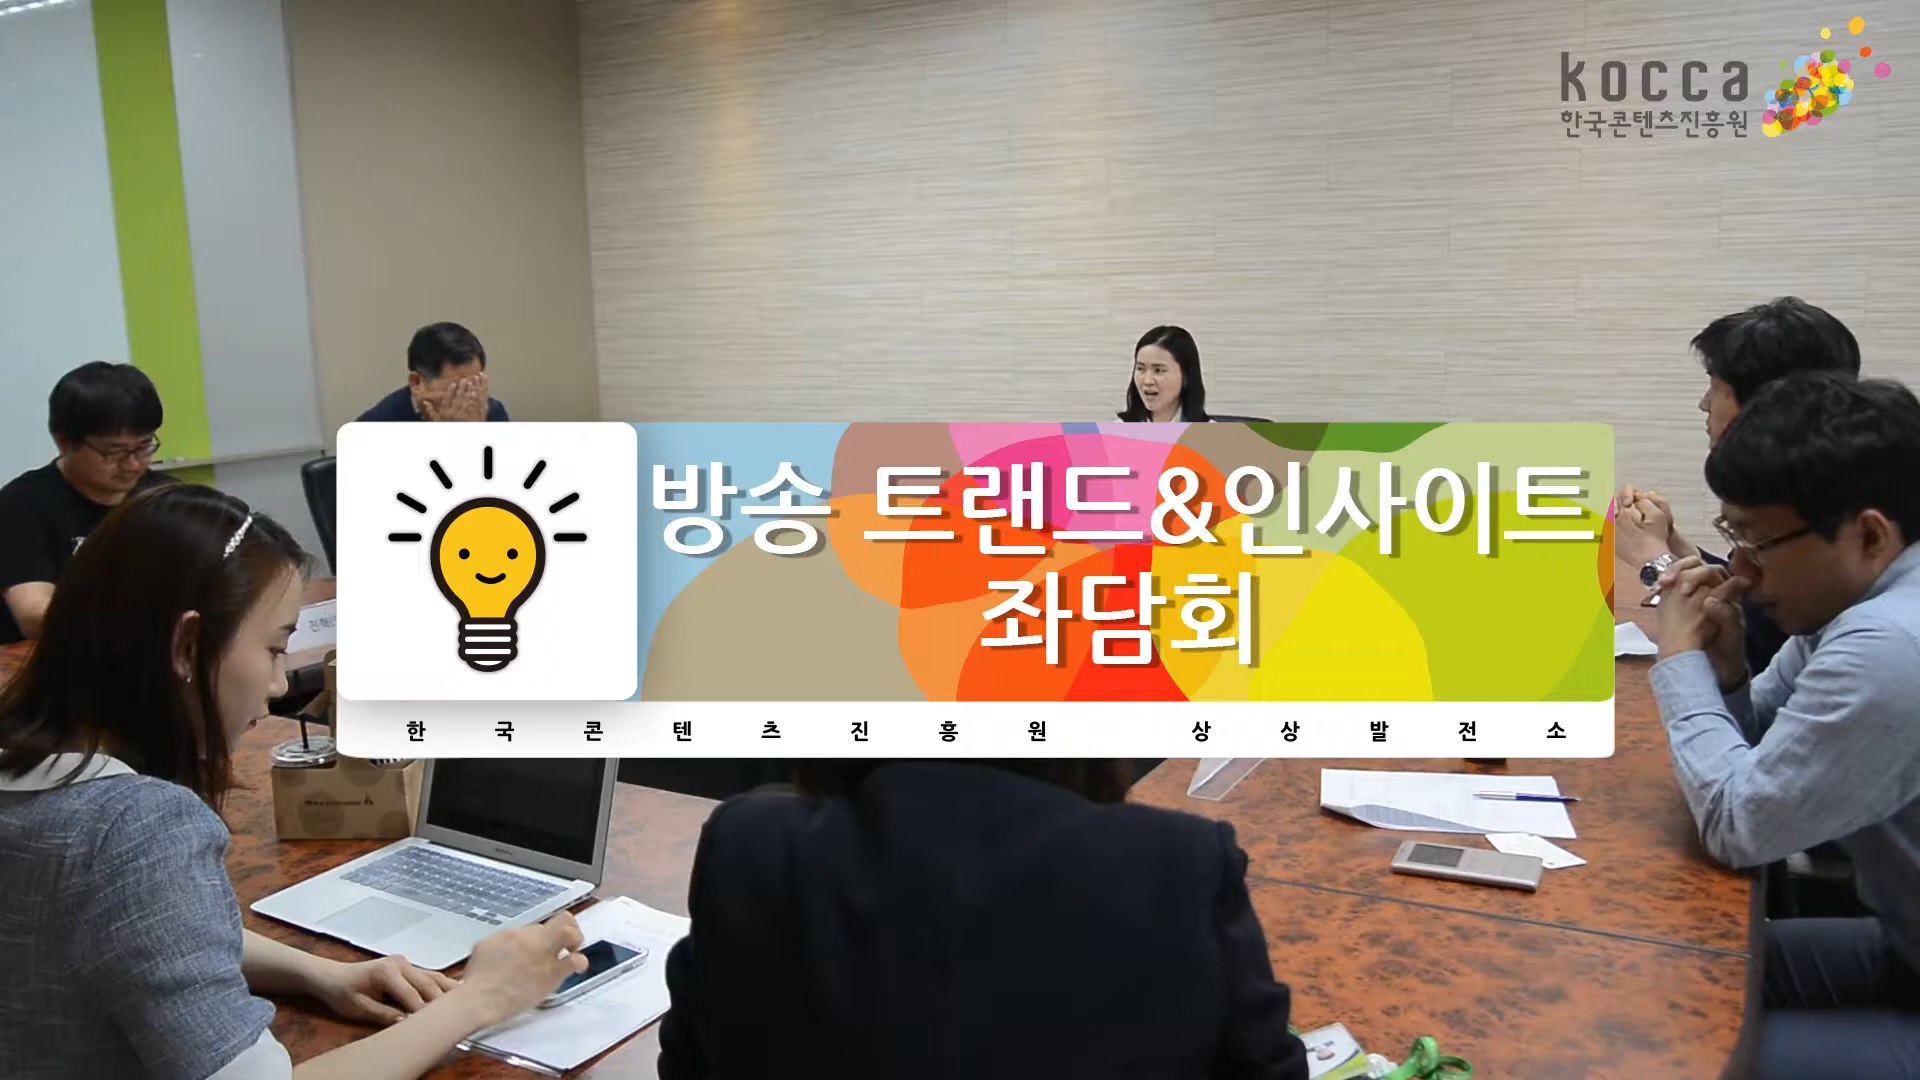 kocca
한국콘텐츠진흥원
방송 트랜드&인사이트
좌담회
한국콘텐츠진흥원 상상발전소